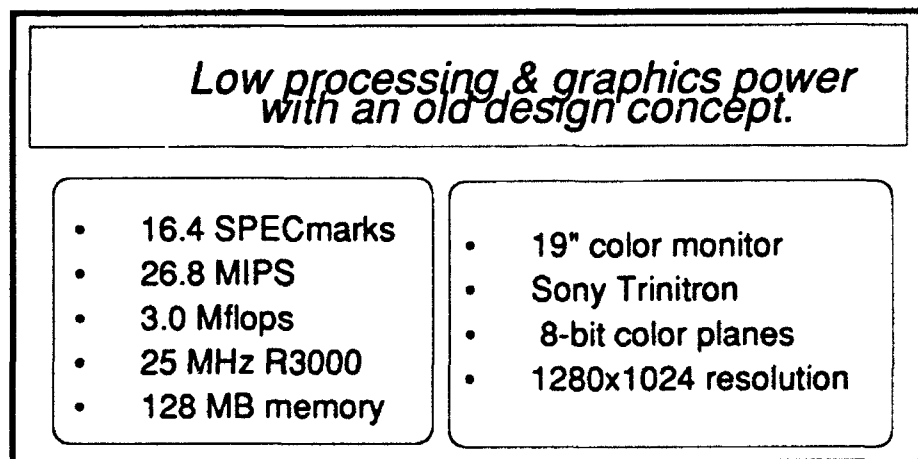 Low processing & graphics power
with an old design concept.
• 16.4 SPECmarks
• 26.8 MIPS
• 3.0 Mflops
• 25 MHz R3000
• 128 MB memory
• 19" color monitor
• Sony Trinitron
• 8-bit color planes
• 1280x1024 resolution